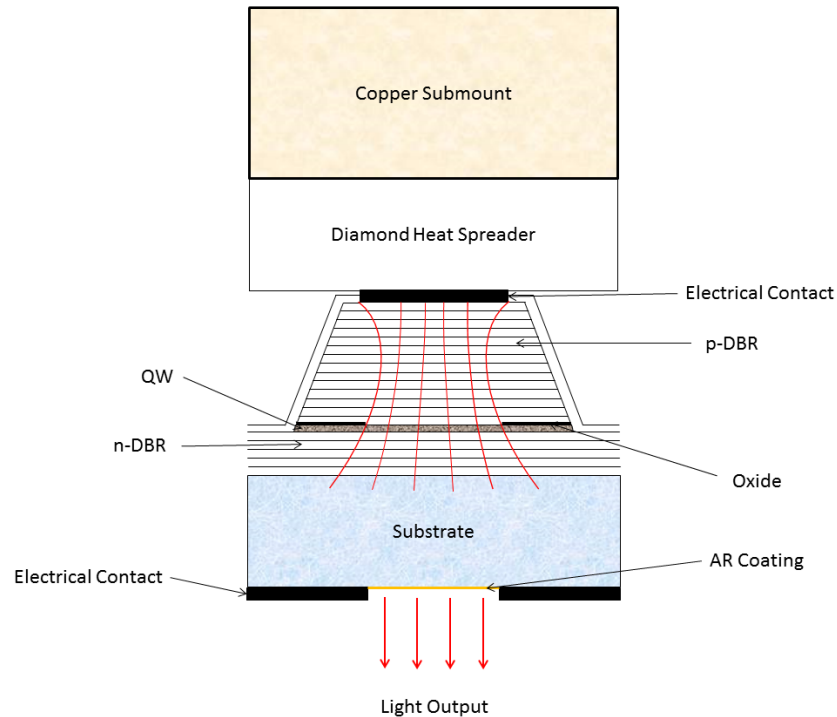 Copper Submount
Diamond Heat Spreader
Electrical Contact
p-DBR
QW
n-DBR
Oxide
Substrate
AR Coating
Electrical Contact
Light Output